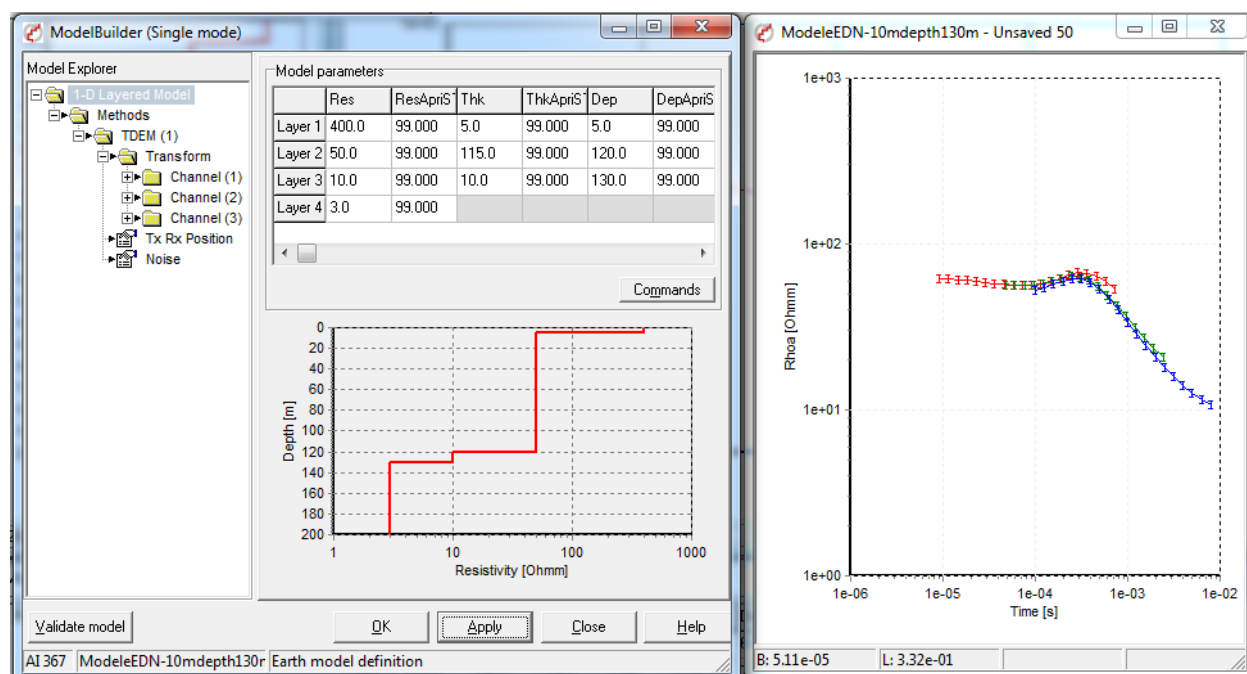 ModelBuilder (Single mode)
Model Explorer
1-D Layered Model
Methods
TDEM (1)
Transform
Channel (1)
Channel (2)
Channel (3)
Tx Rx Position
Noise
Model parameters
Res ResApriS Thk ThkApriS Dep DepApriS
Layer 1 400.0 99.000 5.0 99.000 5.0 99.000
Layer 2 50.0 99.000 115.0 99.000 120.0 99.000
Layer 3 10.0 99.000 10.0 99.000 130.0 99.000
Layer 4 3.0 99.000
Commands
0
20
40
60
80
100
120
140
160
180
200
Depth [m]
1 10 100 1000
Resistivity [Ohmm]
Validate model OK Apply Close Help
AI 367 ModeleEDN-10mdepth130r Earth model definition
ModeleEDN-10mdepth130m - Unsaved 50
1e+03
1e+02
1e+01
1e+00
Rhoa [Ohmm]
1e-06 1e-05 1e-04 1e-03 1e-02
Time [s]
B: 5.11e-05 L: 3.32e-01